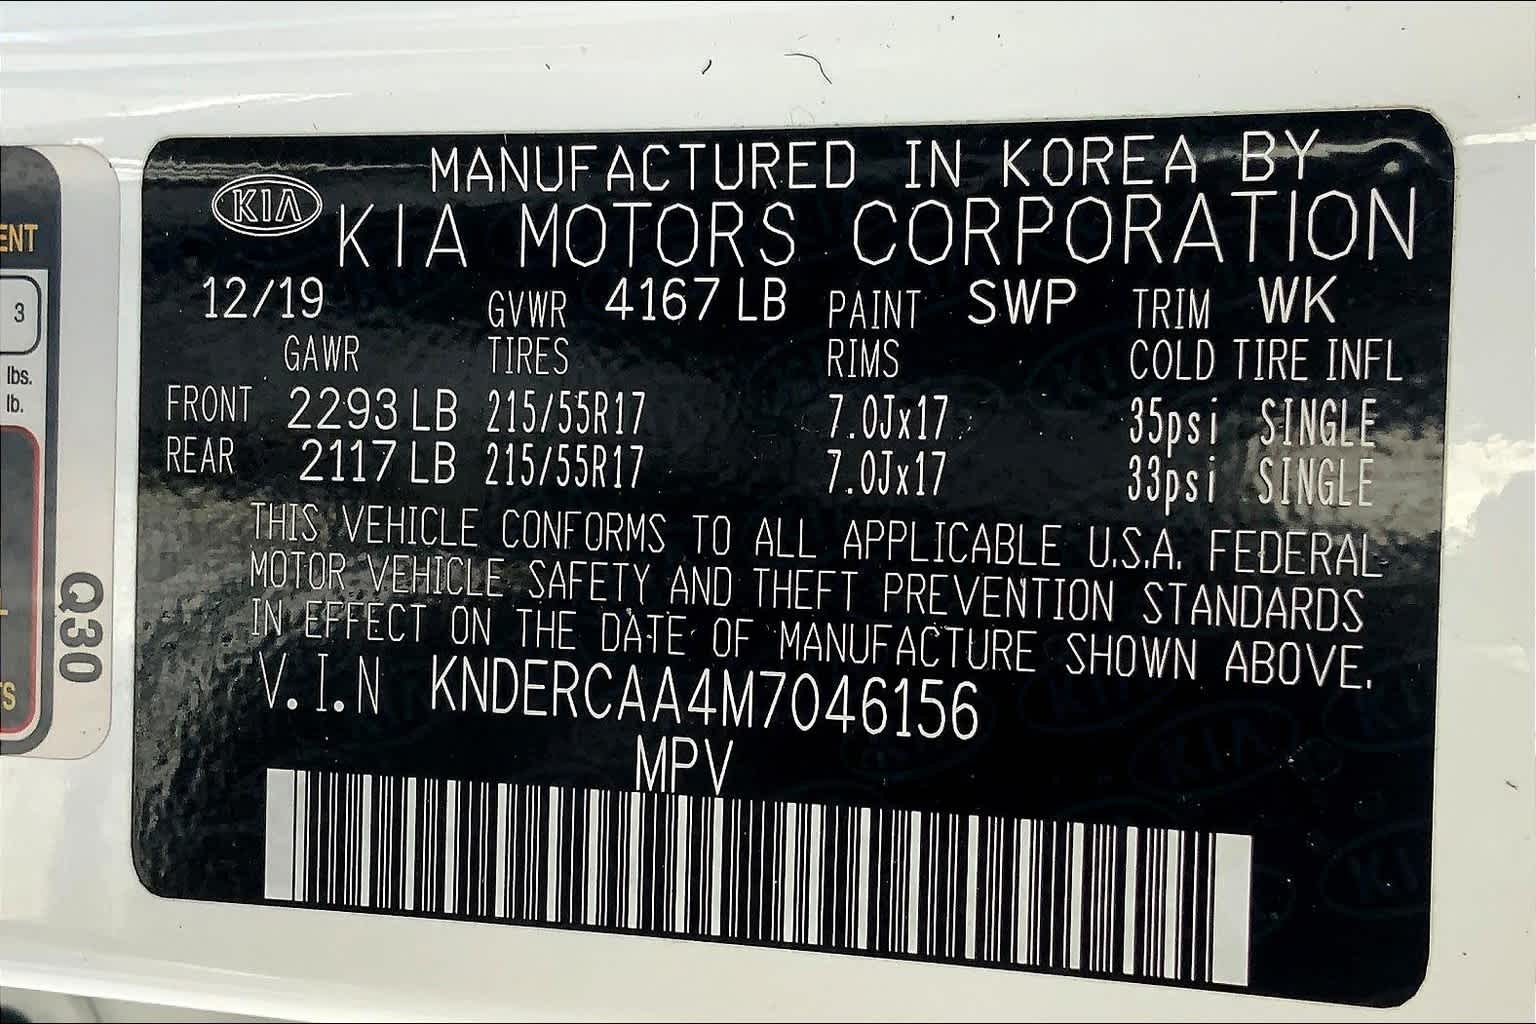 MANUFACTURED IN KOREA BY
KIA KIA MOTORS CORPORATION
12/19 GVWR 4167 LB PAINT SWP TRIM WK
GAWR TIRES RIMS COLD TIRE INFL
FRONT 2293 LB 215/55R17 7.0Jx17 35psi SINGLE
REAR 2117 LB 215/55R17 7.0Jx17 33psi SINGLE
THIS VEHICLE CONFORMS TO ALL APPLICABLE U.S.A. FEDERAL
MOTOR VEHICLE SAFETY AND THEFT PREVENTION STANDARDS
IN EFFECT ON THE DATE OF MANUFACTURE SHOWN ABOVE.
V.I.N KNDERCAA4M7046156
MPV
ENT
3
lbs.
lb.
TS
Q30